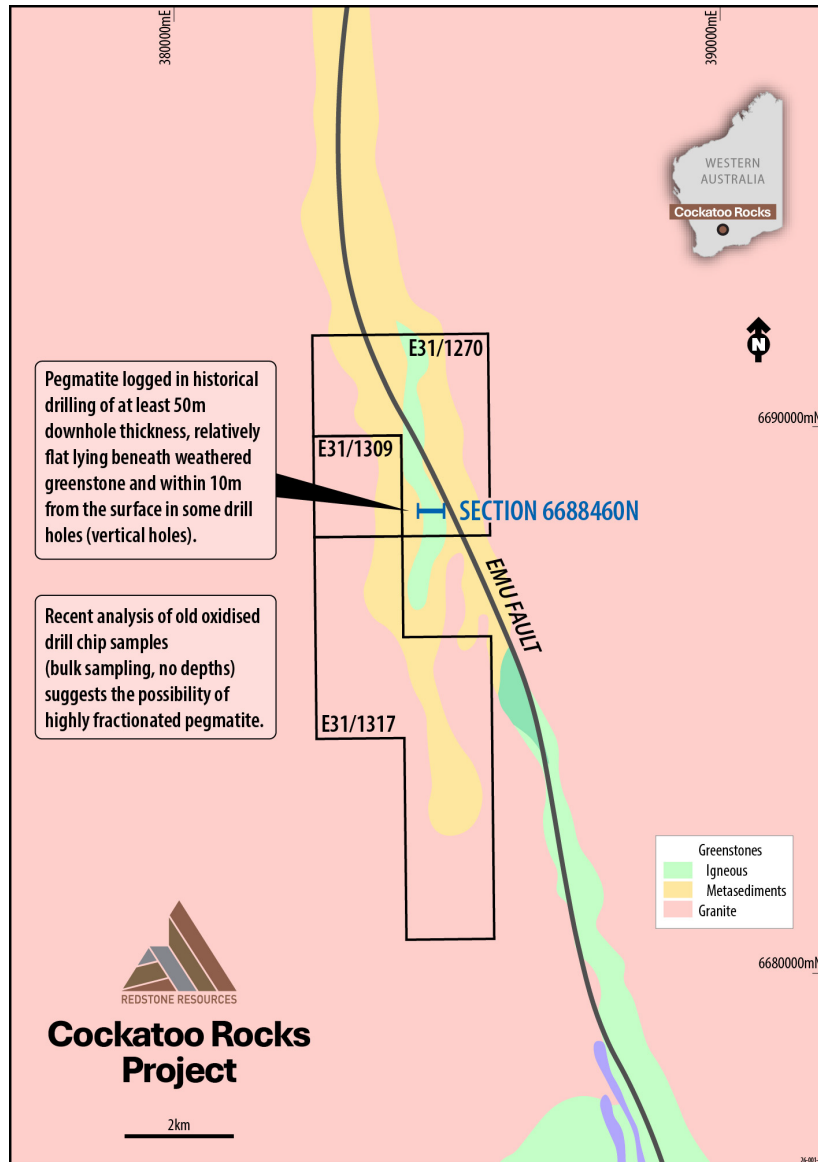 380000mE
390000mE
WESTERN
AUSTRALIA
Cockatoo Rocks
N
E31/1270
Pegmatite logged in historical
drilling of at least 50m
downhole thickness, relatively
flat lying beneath weathered
greenstone and within 10m
from the surface in some drill
holes (vertical holes).
6690000mN
E31/1309
SECTION 6688460N
EMU FAULT
Recent analysis of old oxidised
drill chip samples
(bulk sampling, no depths)
suggests the possibility of
highly fractionated pegmatite.
E31/1317
Greenstones
Igneous
Metasediments
Granite
6680000mN
REDSTONE RESOURCES
Cockatoo Rocks
Project
2km